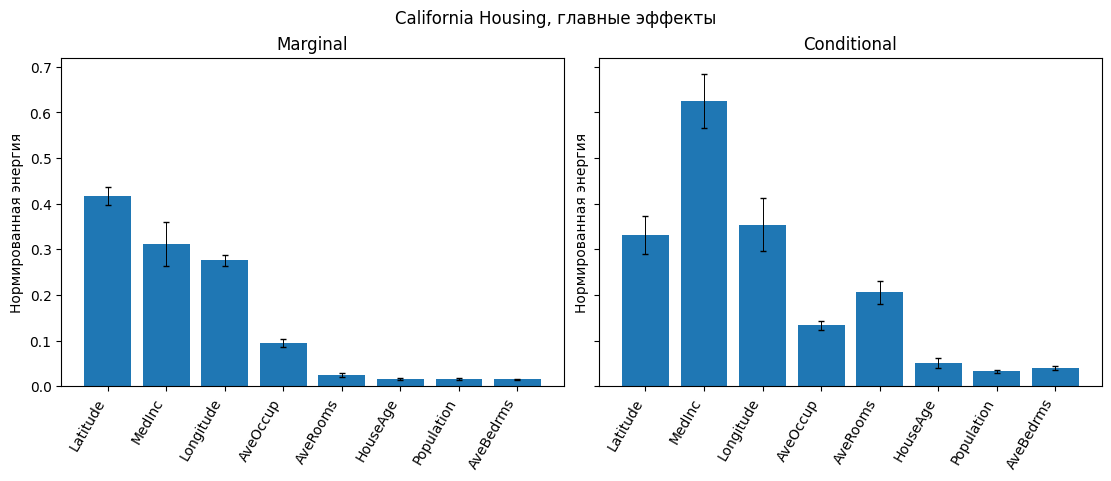 California Housing, главные эффекты
Marginal
Нормированная энергия
0.7
0.6
0.5
0.4
0.3
0.2
0.1
0.0
Latitude
MedInc
Longitude
AveOccup
AveRooms
HouseAge
Population
AveBedrms
Conditional
Нормированная энергия
Latitude
MedInc
Longitude
AveOccup
AveRooms
HouseAge
Population
AveBedrms